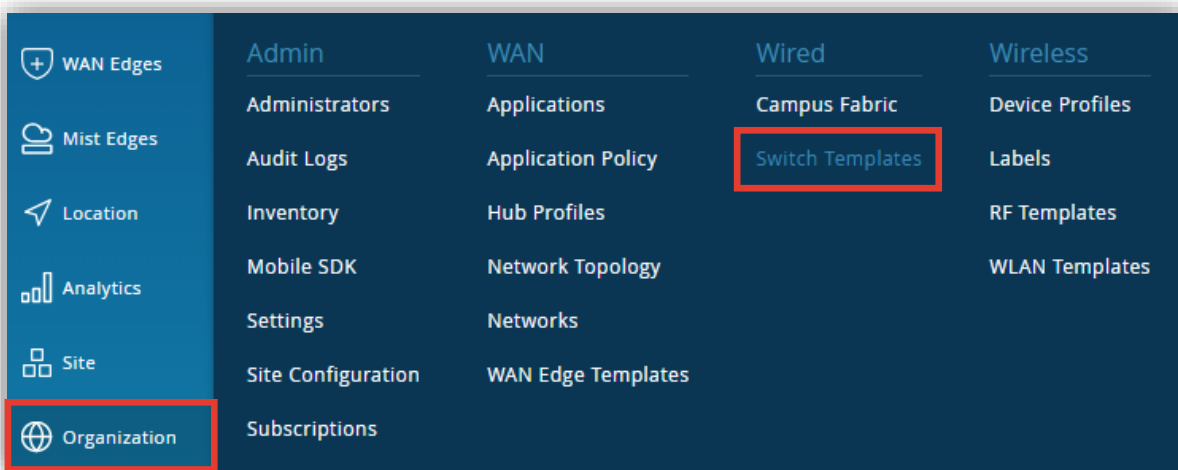 WAN Edges
Mist Edges
Location
Analytics
Site
Organization
Admin
Administrators
Audit Logs
Inventory
Mobile SDK
Settings
Site Configuration
Subscriptions
WAN
Applications
Application Policy
Hub Profiles
Network Topology
Networks
WAN Edge Templates
Wired
Campus Fabric
Switch Templates
Wireless
Device Profiles
Labels
RF Templates
WLAN Templates